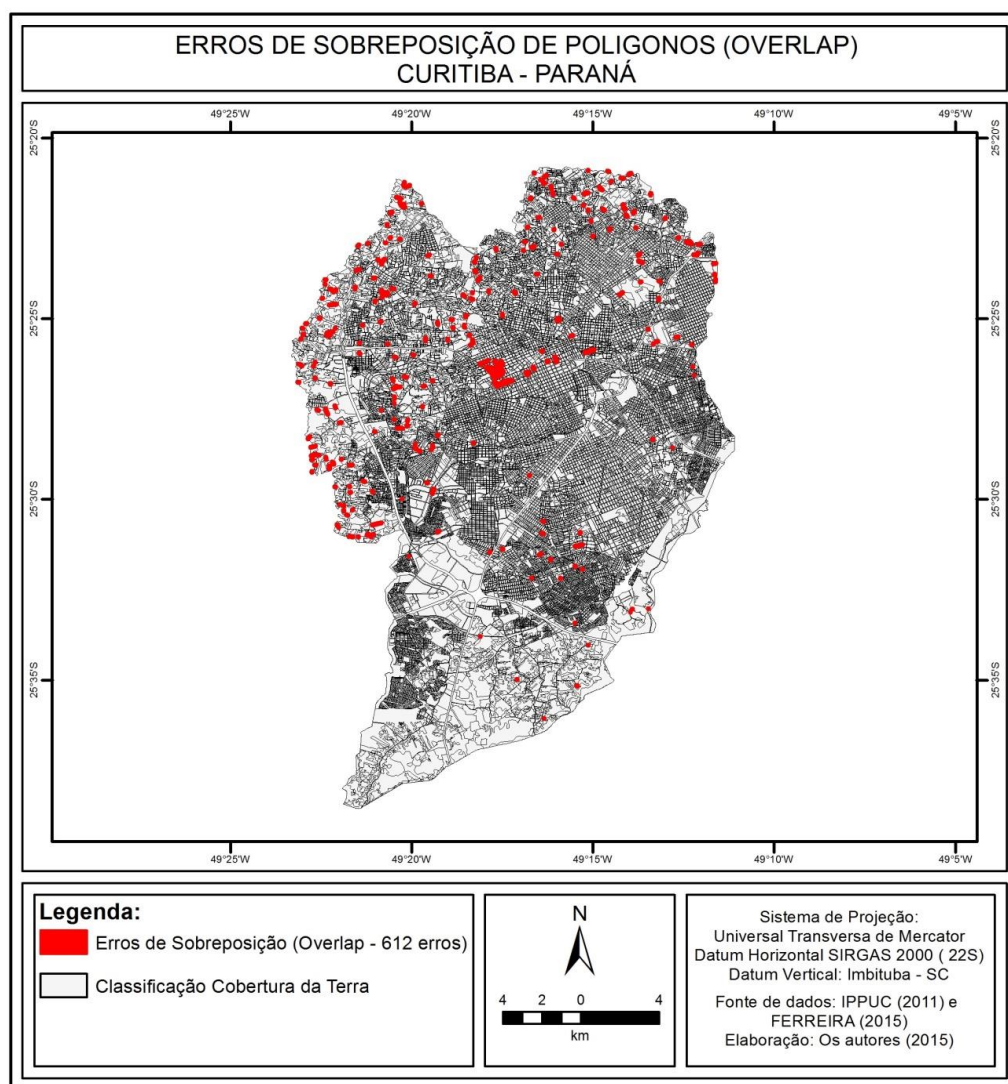 ERROS DE SOBREPOSIÇÃO DE POLIGONOS (OVERLAP)
CURITIBA - PARANÁ
49°25'W
49°20'W
49°15'W
49°10'W
49°5'W
25°20'S
25°20'S
25°25'S
25°25'S
25°30'S
25°30'S
25°35'S
25°35'S
49°25'W
49°20'W
49°15'W
49°10'W
49°5'W
Legenda:
Erros de Sobreposição (Overlap - 612 erros)
Classificação Cobertura da Terra
N
4 2 0 4
km
Sistema de Projeção:
Universal Transversa de Mercator
Datum Horizontal SIRGAS 2000 ( 22S)
Datum Vertical: Imbituba - SC
Fonte de dados: IPPUC (2011) e
FERREIRA (2015)
Elaboração: Os autores (2015)